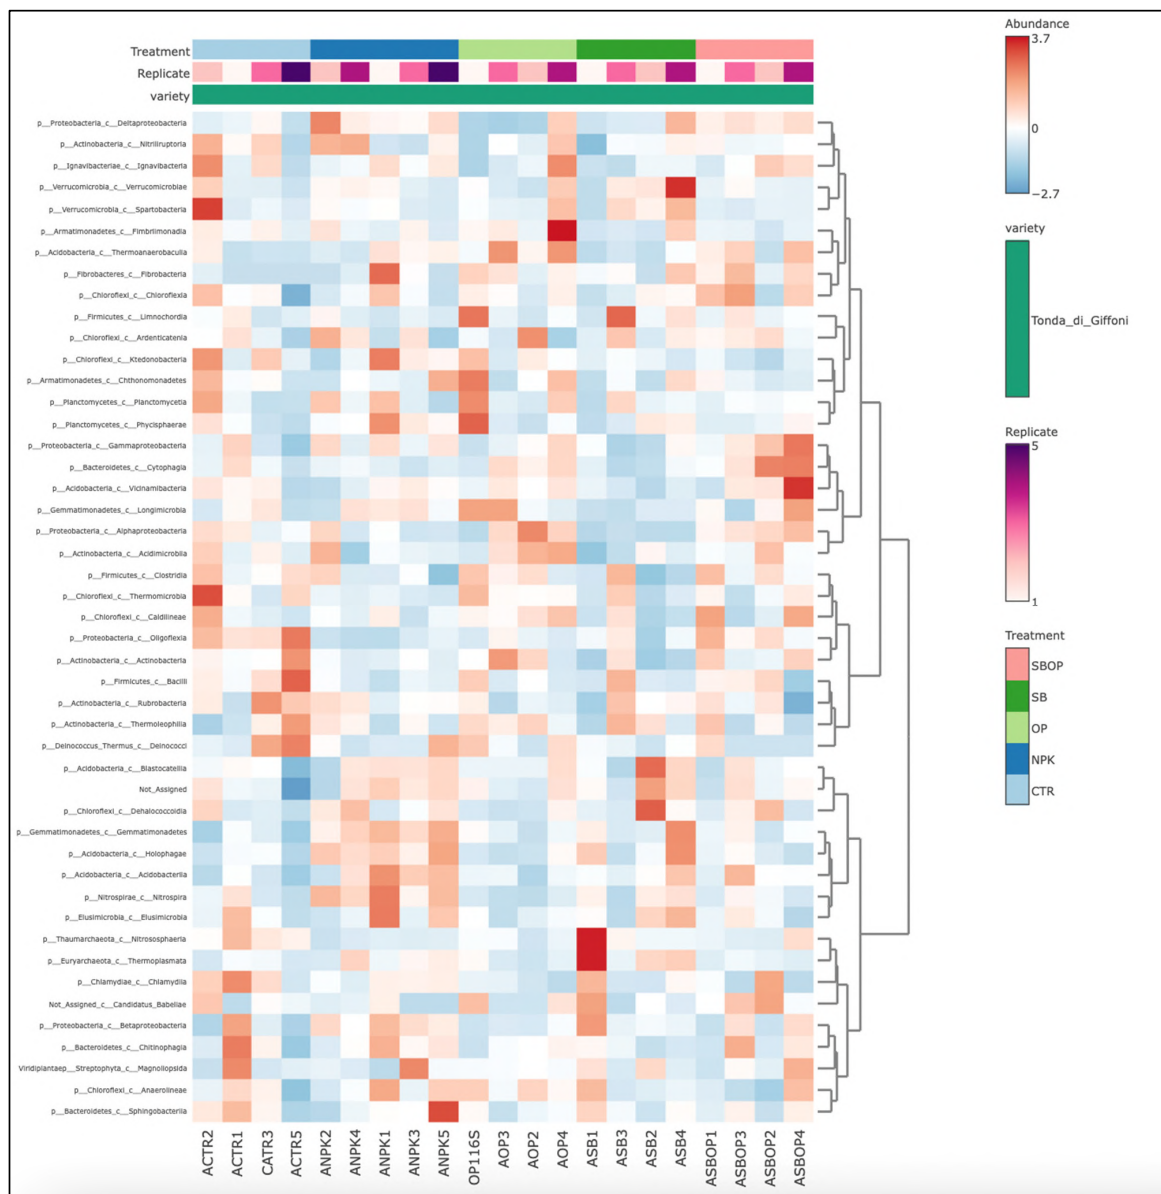 Treatment
Replicate
variety
p__Proteobacteria_c__Deltaproteobacteria
p__Actinobacteria_c__Nitriliruptoria
p__Ignavibacteriae_c__Ignavibacteria
p__Verrucomicrobia_c__Verrucomicrobiae
p__Verrucomicrobia_c__Spartobacteria
p__Armatimonadetes_c__Fimbriimonadia
p__Acidobacteria_c__Thermoanaerobaculia
p__Fibrobacteres_c__Fibrobacteria
p__Chloroflexi_c__Chloroflexia
p__Firmicutes_c__Limnochordia
p__Chloroflexi_c__Ardenticatenia
p__Chloroflexi_c__Ktedonobacteria
p__Armatimonadetes_c__Chthonomonadetes
p__Planctomycetes_c__Planctomycetia
p__Planctomycetes_c__Phycisphaerae
p__Proteobacteria_c__Gammaproteobacteria
p__Bacteroidetes_c__Cytophagia
p__Acidobacteria_c__Vicinamibacteria
p__Gemmatimonadetes_c__Longimicrobia
p__Proteobacteria_c__Alphaproteobacteria
p__Actinobacteria_c__Acidimicrobiia
p__Firmicutes_c__Clostridia
p__Chloroflexi_c__Thermomicrobia
p__Chloroflexi_c__Caldilineae
p__Proteobacteria_c__Oligoflexia
p__Actinobacteria_c__Actinobacteria
p__Firmicutes_c__Bacilli
p__Actinobacteria_c__Rubrobacteria
p__Actinobacteria_c__Thermoleophilia
p__Deinococcus_Thermus_c__Deinococci
p__Acidobacteria_c__Blastocatellia
Not_Assigned
p__Chloroflexi_c__Dehalococcoidia
p__Gemmatimonadetes_c__Gemmatimonadetes
p__Acidobacteria_c__Holophagae
p__Acidobacteria_c__Acidobacteriia
p__Nitrospirae_c__Nitrospira
p__Elusimicrobia_c__Elusimicrobia
p__Thaumarchaeota_c__Nitrososphaeria
p__Euryarchaeota_c__Thermoplasmata
p__Chlamydiae_c__Chlamydiia
Not_Assigned_c__Candidatus_Babeliae
p__Proteobacteria_c__Betaproteobacteria
p__Bacteroidetes_c__Chitinophagia
Viridiplantaep__Streptophyta_c__Magnoliopsida
p__Chloroflexi_c__Anaerolineae
p__Bacteroidetes_c__Sphingobacteriia
ACTR2
ACTR1
CATR3
ACTR5
ANPK2
ANPK4
ANPK1
ANPK3
ANPK5
OP116S
AOP3
AOP2
AOP4
ASB1
ASB3
ASB2
ASB4
ASBOP1
ASBOP3
ASBOP2
ASBOP4
Abundance
3.7
0
−2.7
variety
Tonda_di_Giffoni
Replicate
5
1
Treatment
SBOP
SB
OP
NPK
CTR